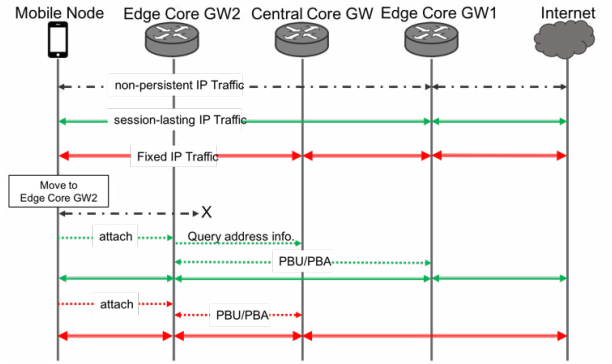 Mobile Node
Edge Core GW2
Central Core GW
Edge Core GW1
Internet
non-persistent IP Traffic
session-lasting IP Traffic
Fixed IP Traffic
Move to
Edge Core GW2
X
attach
Query address info.
PBU/PBA
attach
PBU/PBA